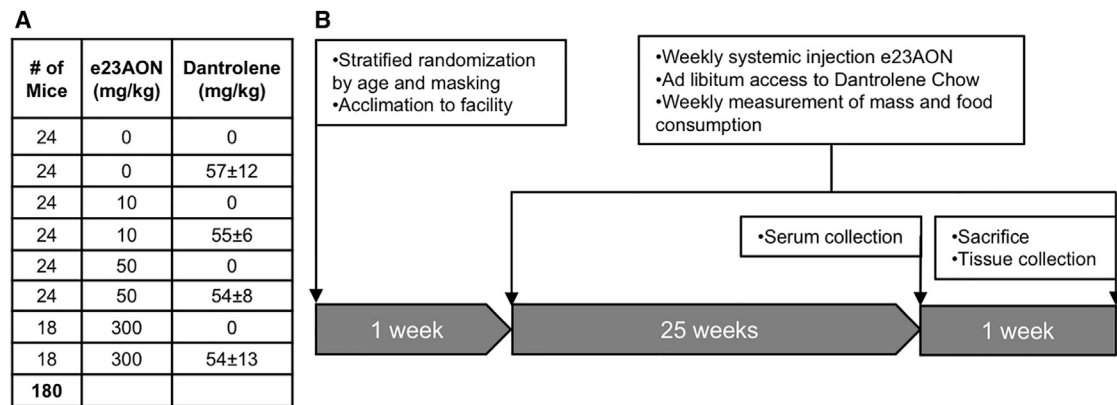 A
# of Mice e23AON (mg/kg) Dantrolene (mg/kg)
24 0 0
24 0 57±12
24 10 0
24 10 55±6
24 50 0
24 50 54±8
18 300 0
18 300 54±13
180
B
•Stratified randomization
by age and masking
•Acclimation to facility
•Weekly systemic injection e23AON
•Ad libitum access to Dantrolene Chow
•Weekly measurement of mass and food
consumption
•Serum collection
•Sacrifice
•Tissue collection
1 week
25 weeks
1 week